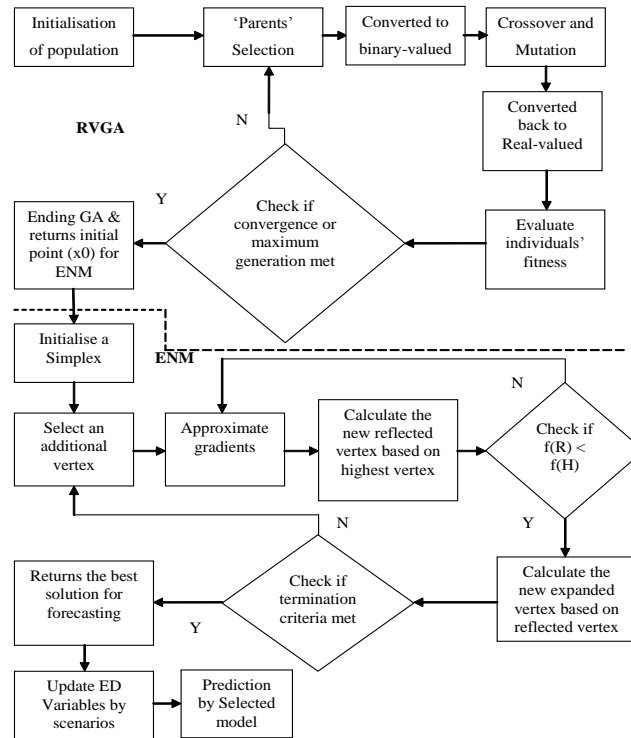 Initialisation
of population
‘Parents’
Selection
Converted to
binary-valued
Crossover and
Mutation
RVGA
N
Converted
back to
Real-valued
Y
Check if
convergence or
maximum
generation met
Evaluate
individuals’
fitness
Ending GA &
returns initial
point (x0) for
ENM
Initialise a
Simplex
ENM
N
Select an
additional
vertex
Approximate
gradients
Calculate the
new reflected
vertex based on
highest vertex
Check if
f(R) <
f(H)
N
Y
Returns the best
solution for
forecasting
Y
Check if
termination
criteria met
Calculate the
new expanded
vertex based on
reflected vertex
Update ED
Variables by
scenarios
Prediction
by Selected
model